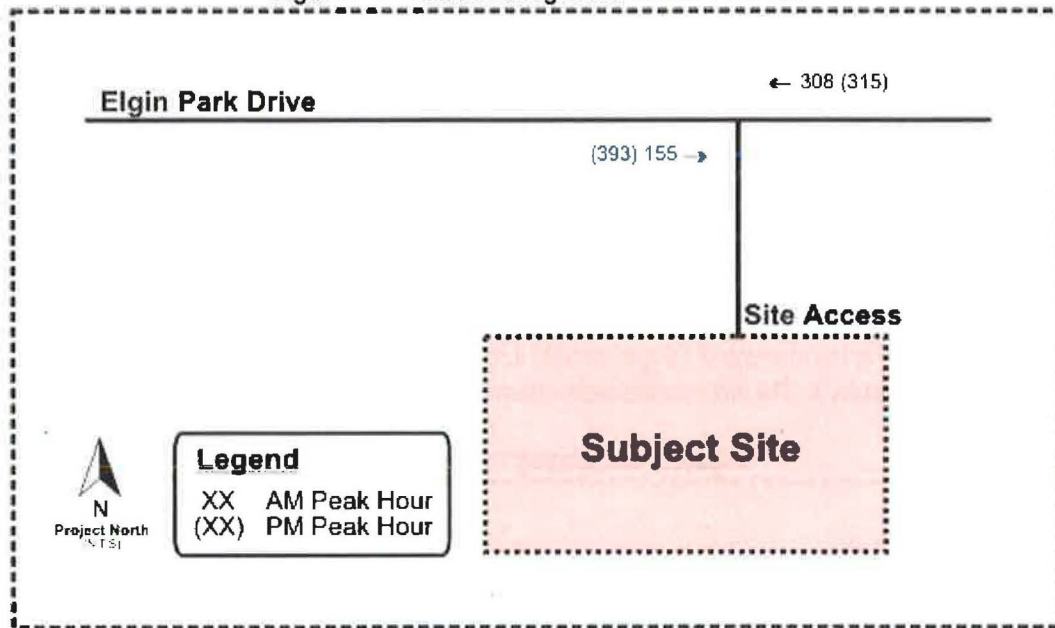 ← 308 (315)
Elgin Park Drive
(393) 155 →
Site Access
Subject Site
Legend
XX AM Peak Hour
(XX) PM Peak Hour
N
Project North
(NTS)